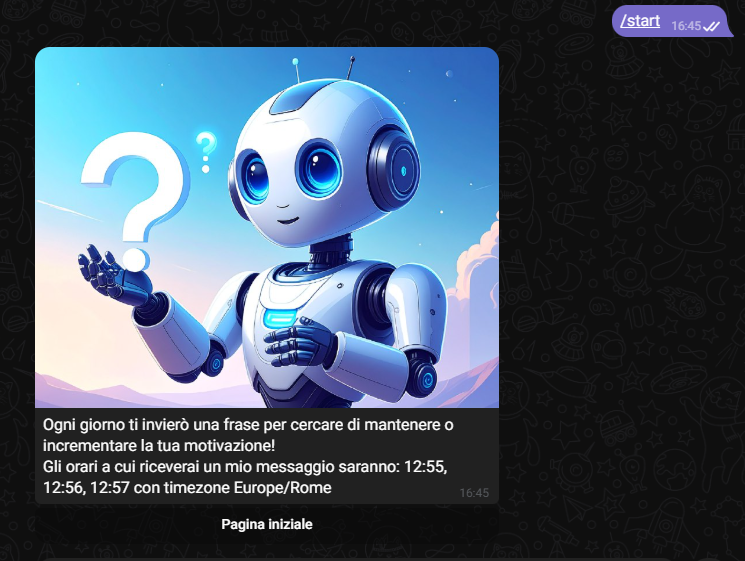 /start 16:45
?
?
Ogni giorno ti invierò una frase per cercare di mantenere o
incrementare la tua motivazione!
Gli orari a cui riceverai un mio messaggio saranno: 12:55,
12:56, 12:57 con timezone Europe/Rome
16:45
Pagina iniziale